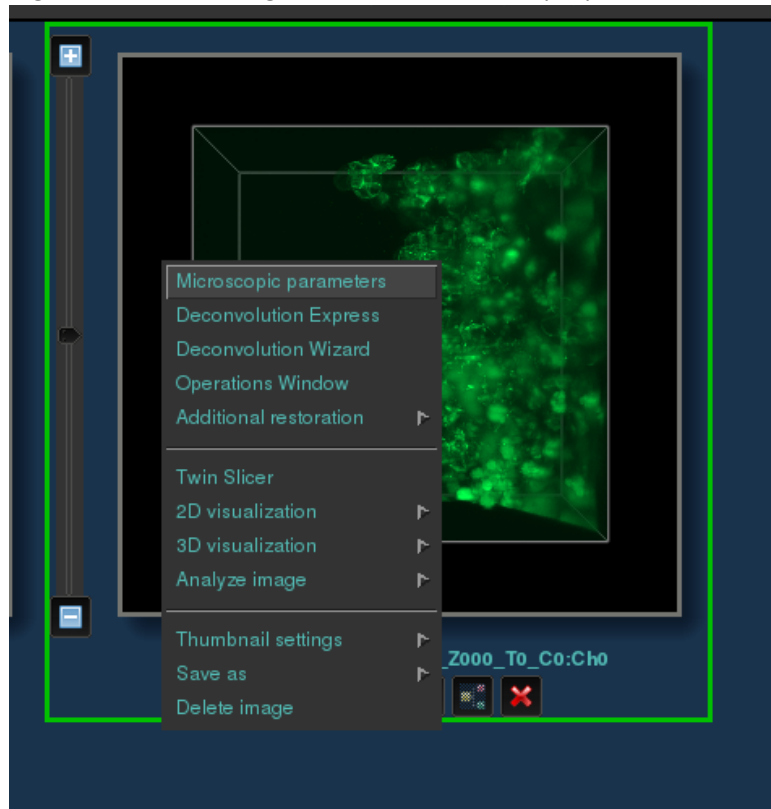 Microscopic parameters
Deconvolution Express
Deconvolution Wizard
Operations Window
Additional restoration
Twin Slicer
2D visualization
3D visualization
Analyze image
Thumbnail settings
_Z000_T0_C0:Ch0
Save as
Delete image